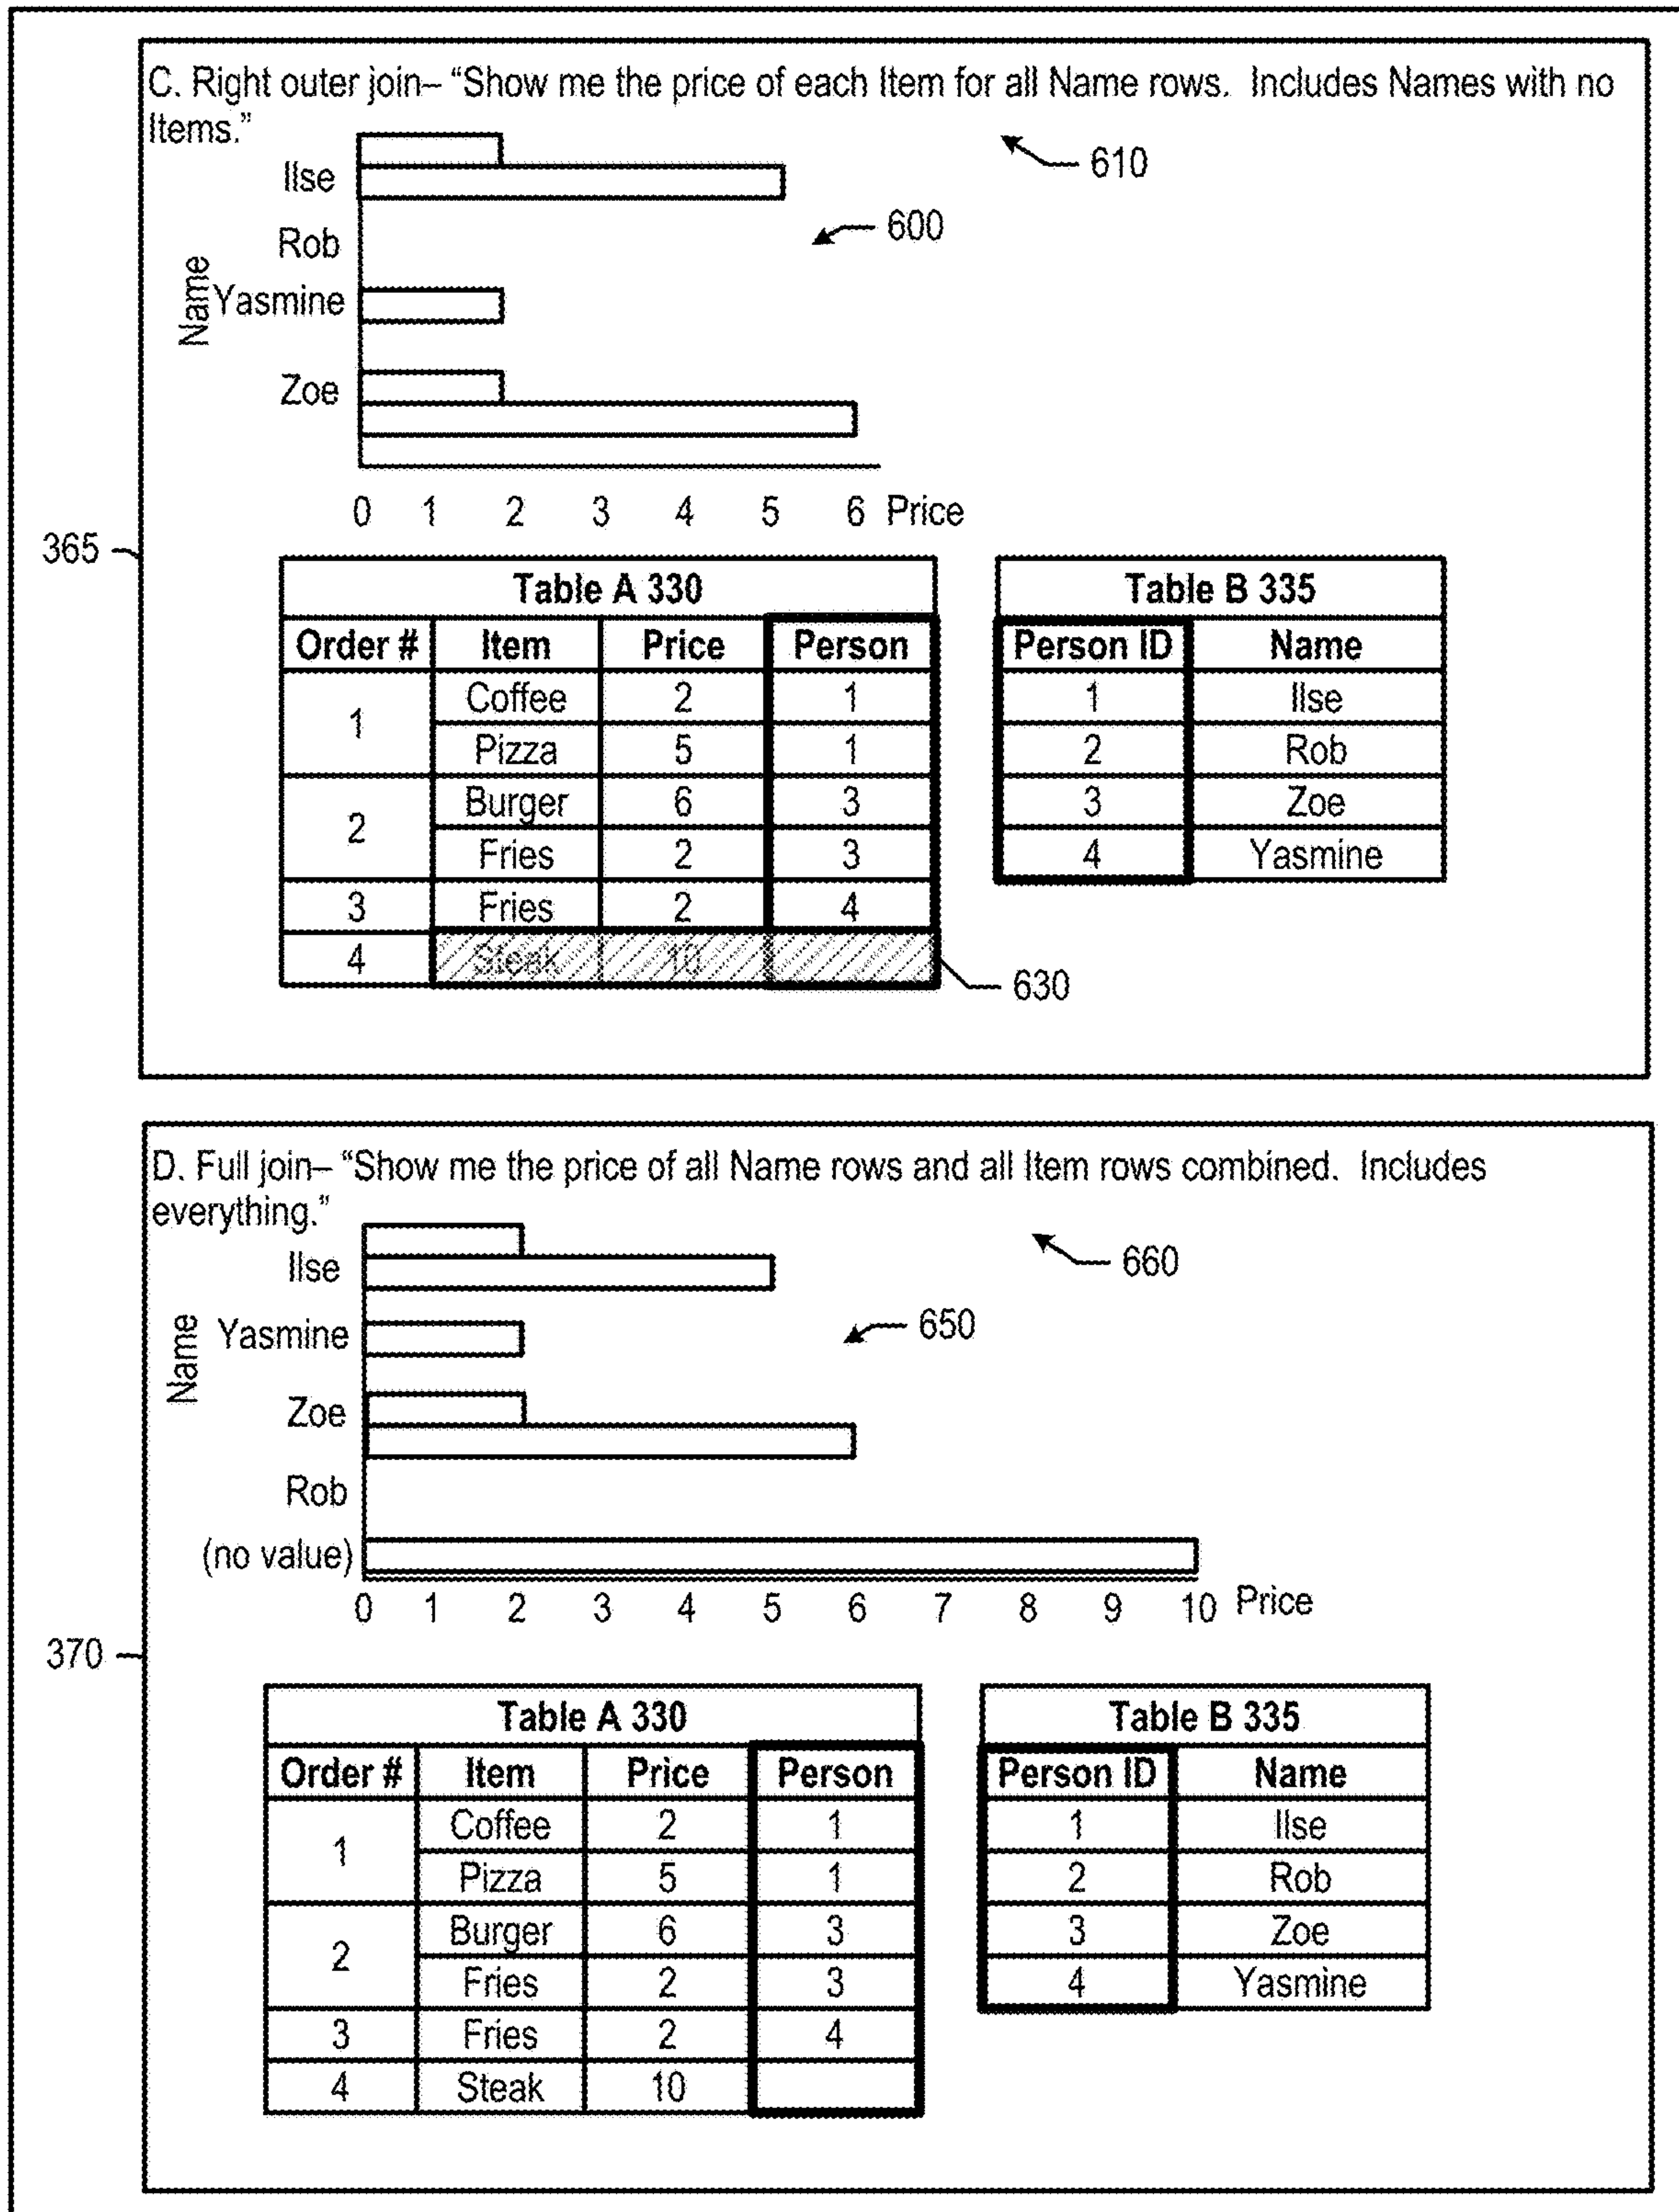 C. Right outer join– “Show me the price of each Item for all Name rows.  Includes Names with no
Items.”
610
Ilse
600
Rob
Name
Yasmine
Zoe
0 1 2 3 4 5 6 Price
365
Table A 330
Order # Item Price Person
1 Coffee 2 1
Pizza 5 1
2 Burger 6 3
Fries 2 3
3 Fries 2 4
4 Steak 10
630
Table B 335
Person ID Name
1 Ilse
2 Rob
3 Zoe
4 Yasmine
D. Full join– “Show me the price of all Name rows and all Item rows combined.  Includes
everything.”
660
Ilse
650
Yasmine
Name
Zoe
Rob
(no value)
0 1 2 3 4 5 6 7 8 9 10 Price
370
Table A 330
Order # Item Price Person
1 Coffee 2 1
Pizza 5 1
2 Burger 6 3
Fries 2 3
3 Fries 2 4
4 Steak 10
Table B 335
Person ID Name
1 Ilse
2 Rob
3 Zoe
4 Yasmine